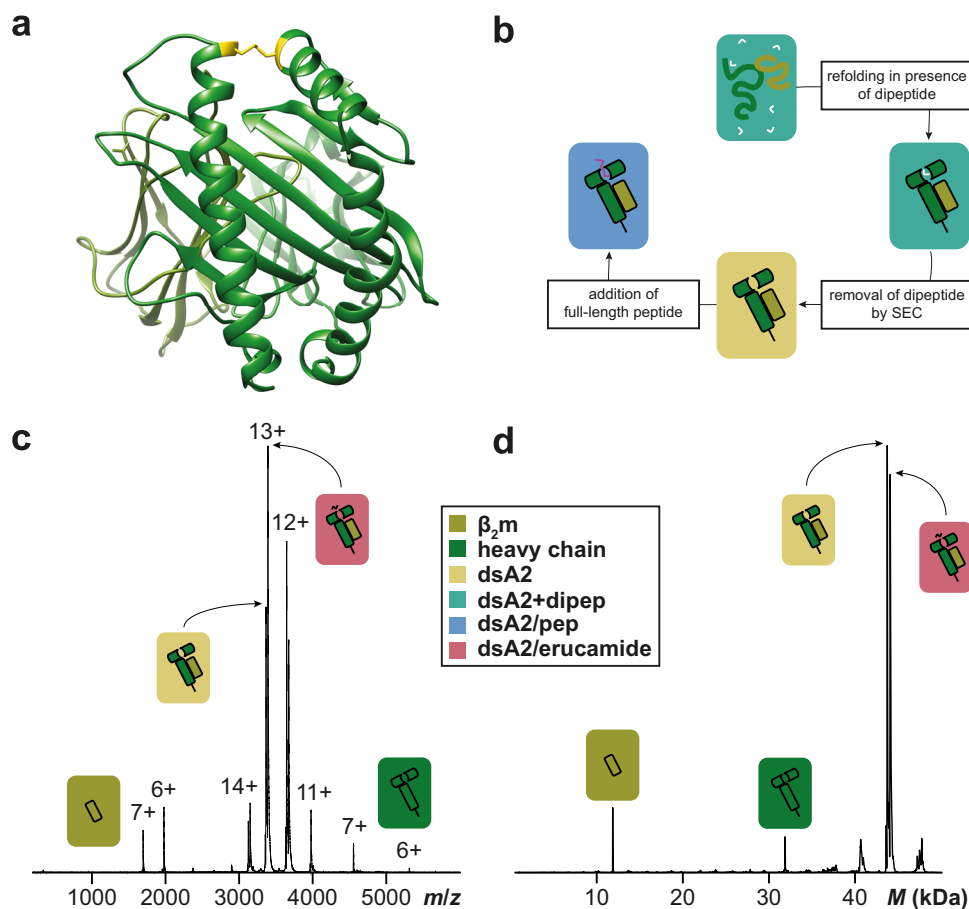 a
b
refolding in presence
of dipeptide
addition of
full-length peptide
removal of dipeptide
by SEC
c
13+
12+
14+
11+
7+
6+
7+
6+
1000 2000 3000 4000 5000 m/z
β₂m
heavy chain
dsA2
dsA2+dipep
dsA2/pep
dsA2/erucamide
d
10 20 30 40 M (kDa)